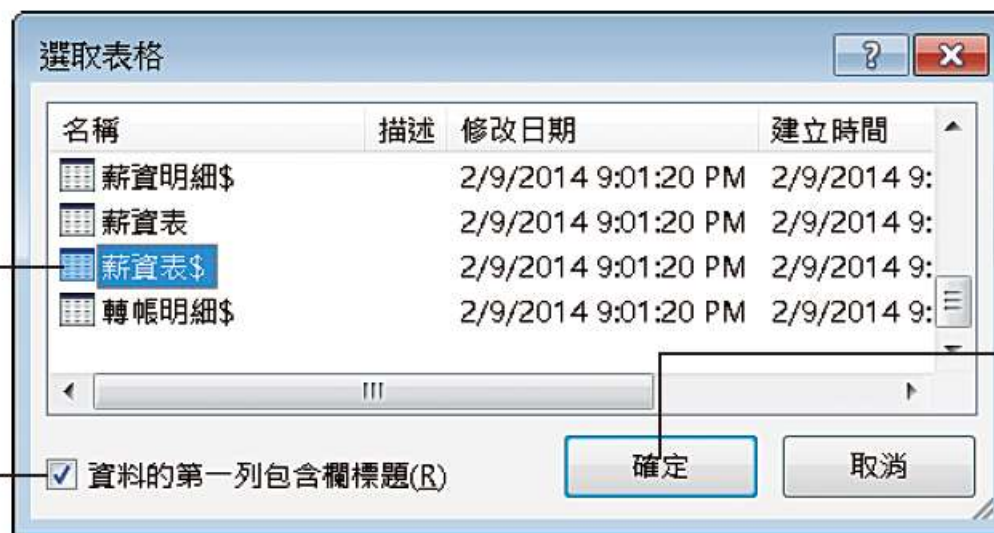 選取表格
名稱 描述 修改日期 建立時間
薪資明細$ 2/9/2014 9:01:20 PM 2/9/2014 9:
薪資表 2/9/2014 9:01:20 PM 2/9/2014 9:
薪資表$ 2/9/2014 9:01:20 PM 2/9/2014 9:
轉帳明細$ 2/9/2014 9:01:20 PM 2/9/2014 9:
資料的第一列包含欄標題(R) 確定 取消